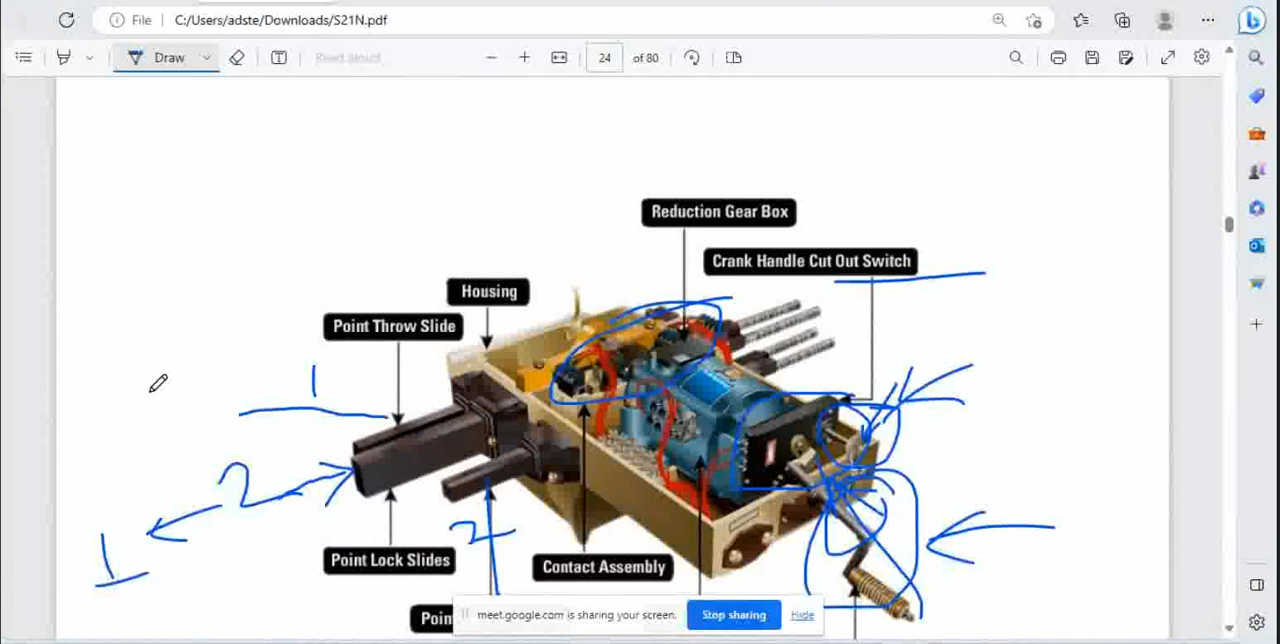 File
C:/Users/adste/Downloads/S21N.pdf
Draw
Read aloud
24 of 80
Reduction Gear Box
Crank Handle Cut Out Switch
Housing
Point Throw Slide
1
2
1
2
Point Lock Slides
Contact Assembly
Poin
meet.google.com is sharing your screen.
Stop sharing
Hide